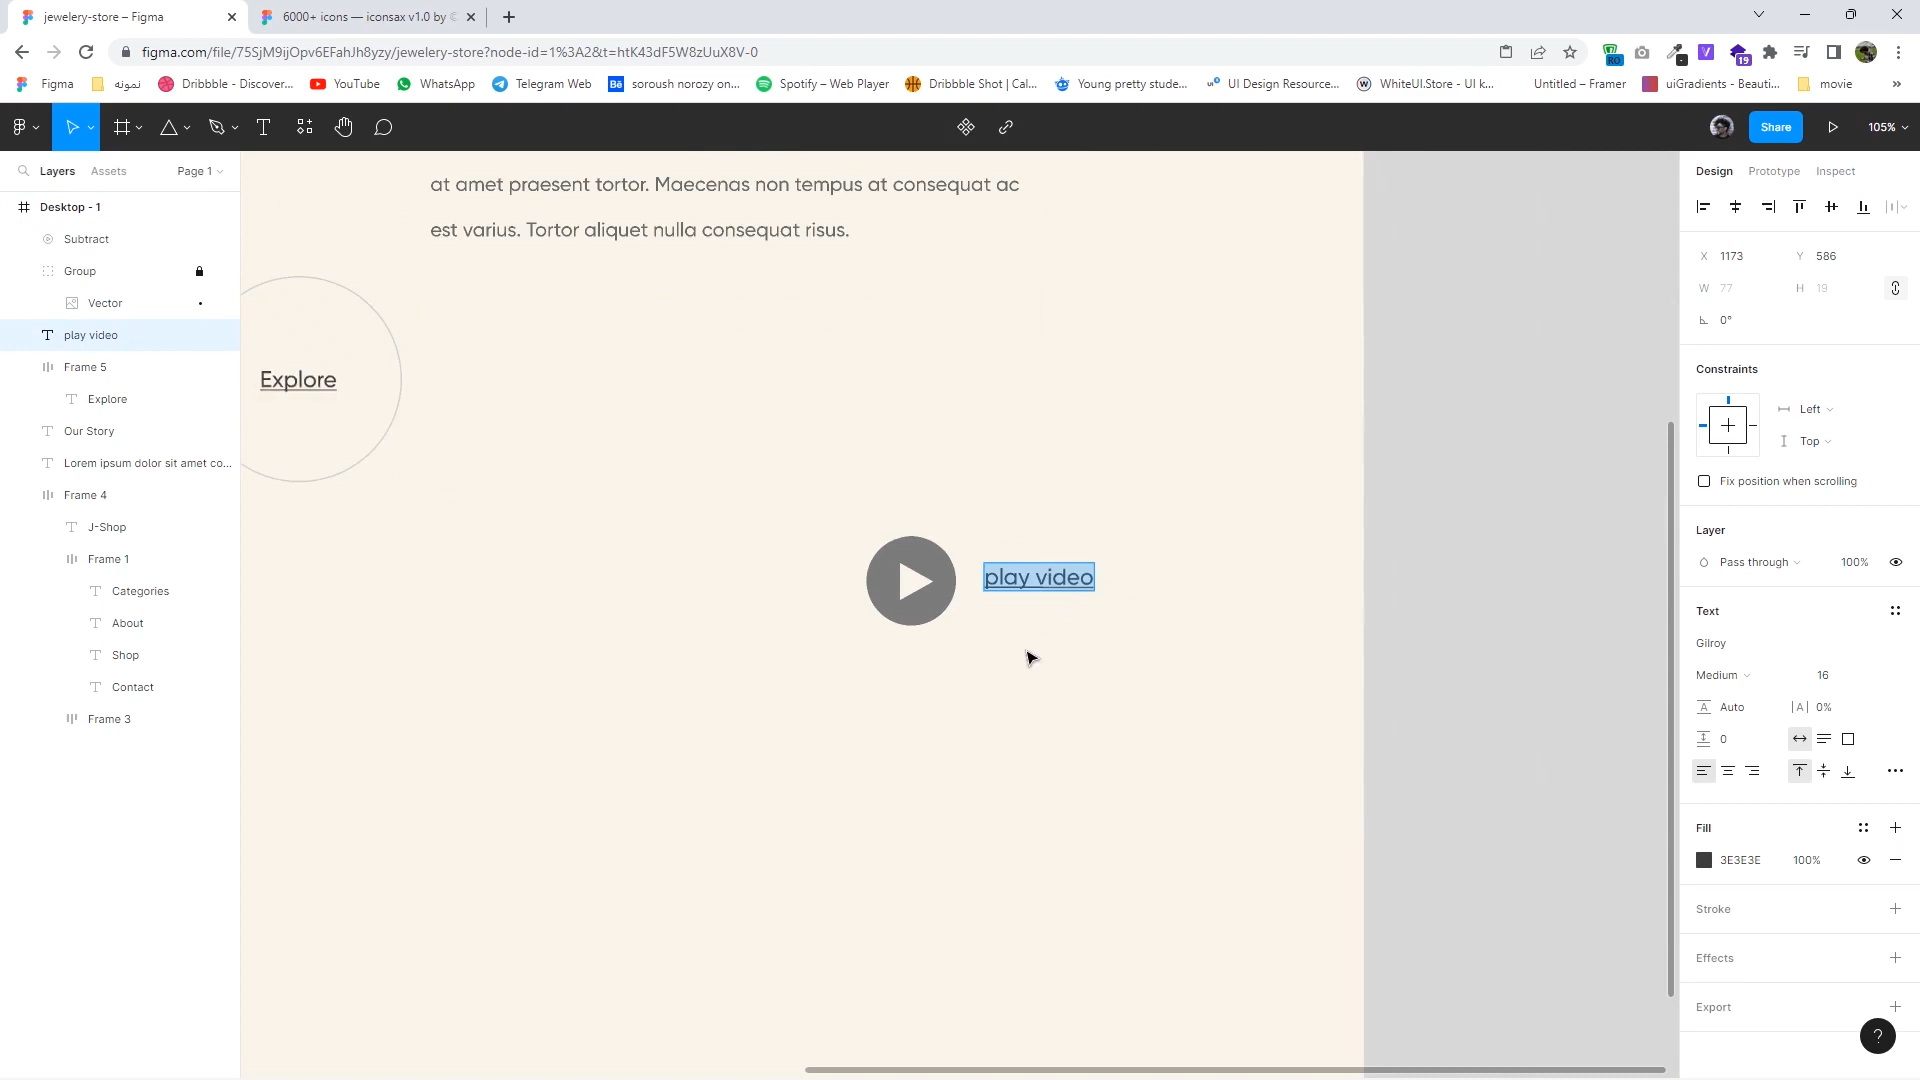 jewelery-store – Figma
6000+ icons — iconsax v1.0 by
figma.com/file/75SjM9ijOpv6EFahJh8yzy/jewelery-store?node-id=1%3A2&t=htK43dF5W8zUuX8V-0
RO
19
Figma
نمونه
Dribbble - Discover...
YouTube
WhatsApp
Telegram Web
soroush norozy on...
Spotify – Web Player
Dribbble Shot | Cal...
Young pretty stude...
UI Design Resource...
WhiteUI.Store - UI k...
Untitled – Framer
uiGradients - Beauti...
movie
Share
105%
Layers
Assets
Page 1
Desktop - 1
Subtract
Group
Vector
play video
Frame 5
Explore
Our Story
Lorem ipsum dolor sit amet co...
Frame 4
J-Shop
Frame 1
Categories
About
Shop
Contact
Frame 3
at amet praesent tortor. Maecenas non tempus at consequat ac
est varius. Tortor aliquet nulla consequat risus.
Explore
play video
Design
Prototype
Inspect
X 1173 Y 586
W 77 H 19
0°
Constraints
Left
Top
Fix position when scrolling
Layer
Pass through 100%
Text
Gilroy
Medium 16
Auto |A| 0%
0
Fill
3E3E3E 100%
Stroke
Effects
Export
?